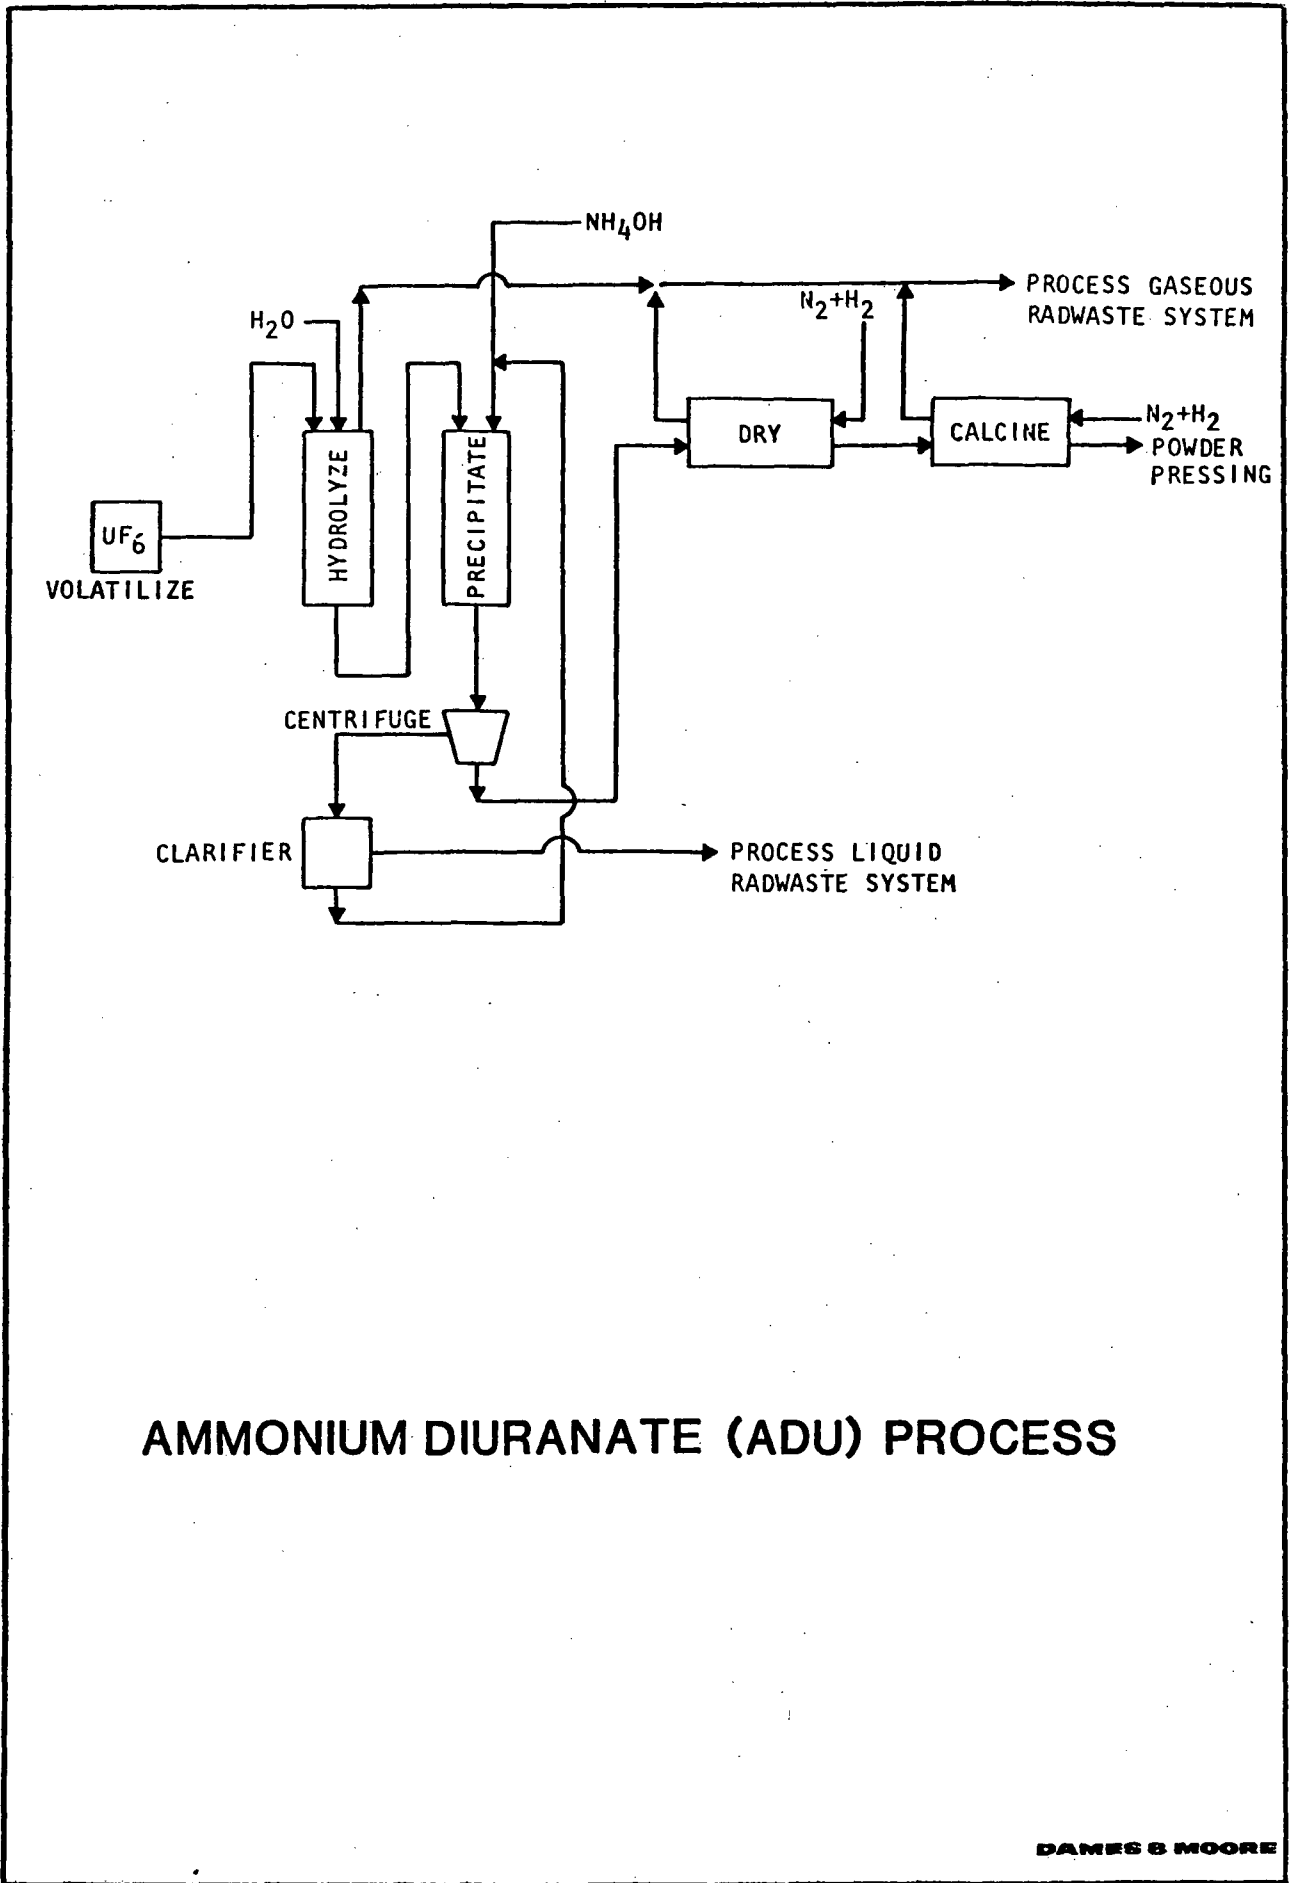 NH4OH
PROCESS GASEOUS
RADWASTE SYSTEM
N2+H2
H2O
DRY
CALCINE
N2+H2
POWDER
PRESSING
HYDROLYZE
PRECIPITATE
UF6
VOLATILIZE
CENTRIFUGE
CLARIFIER
PROCESS LIQUID
RADWASTE SYSTEM
AMMONIUM DIURANATE (ADU) PROCESS
DAMES & MOORE